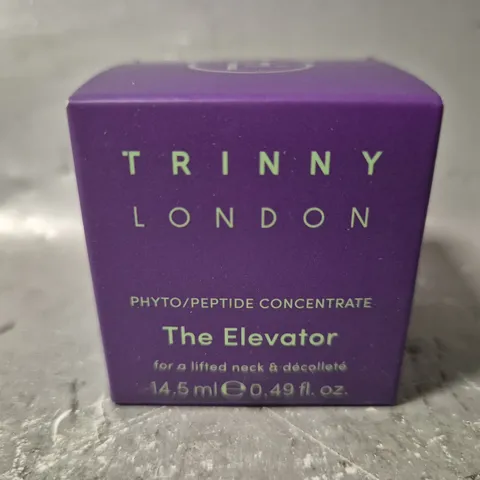 TRINNY
LONDON
PHYTO/PEPTIDE CONCENTRATE
The Elevator
for a lifted neck & décolleté
14.5 ml ℮ 0.49 fl. oz.